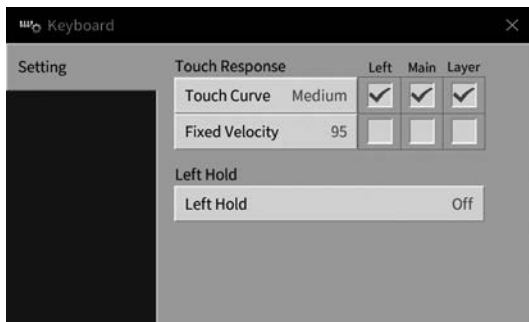 Keyboard
Setting
Touch Response Left Main Layer
Touch Curve Medium
Fixed Velocity 95
Left Hold
Left Hold Off